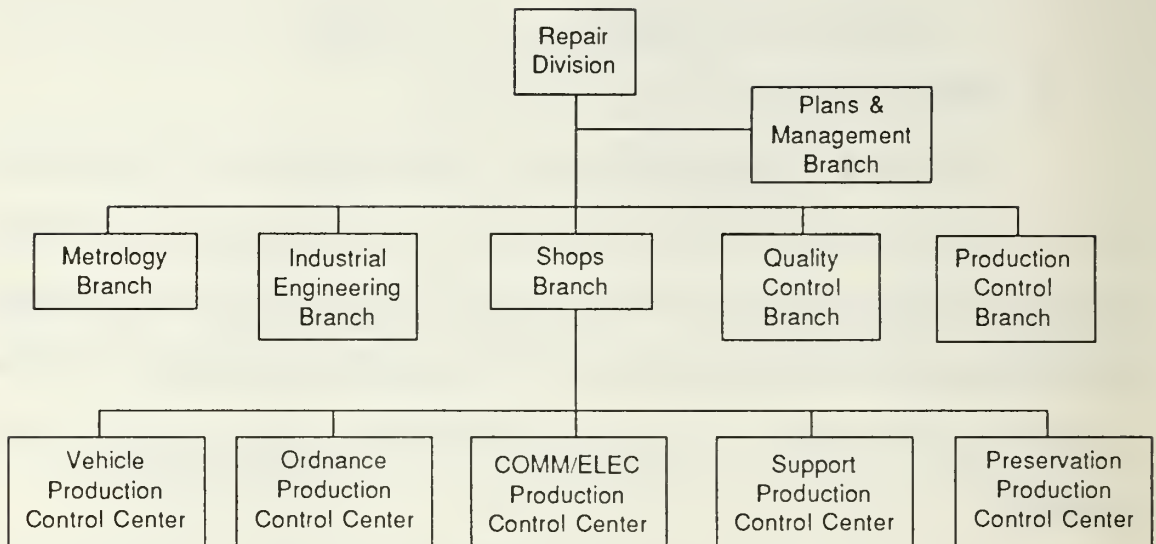 Repair
Division
Plans &
Management
Branch
Metrology
Branch
Industrial
Engineering
Branch
Shops
Branch
Quality
Control
Branch
Production
Control
Branch
Vehicle
Production
Control Center
Ordnance
Production
Control Center
COMM/ELEC
Production
Control Center
Support
Production
Control Center
Preservation
Production
Control Center